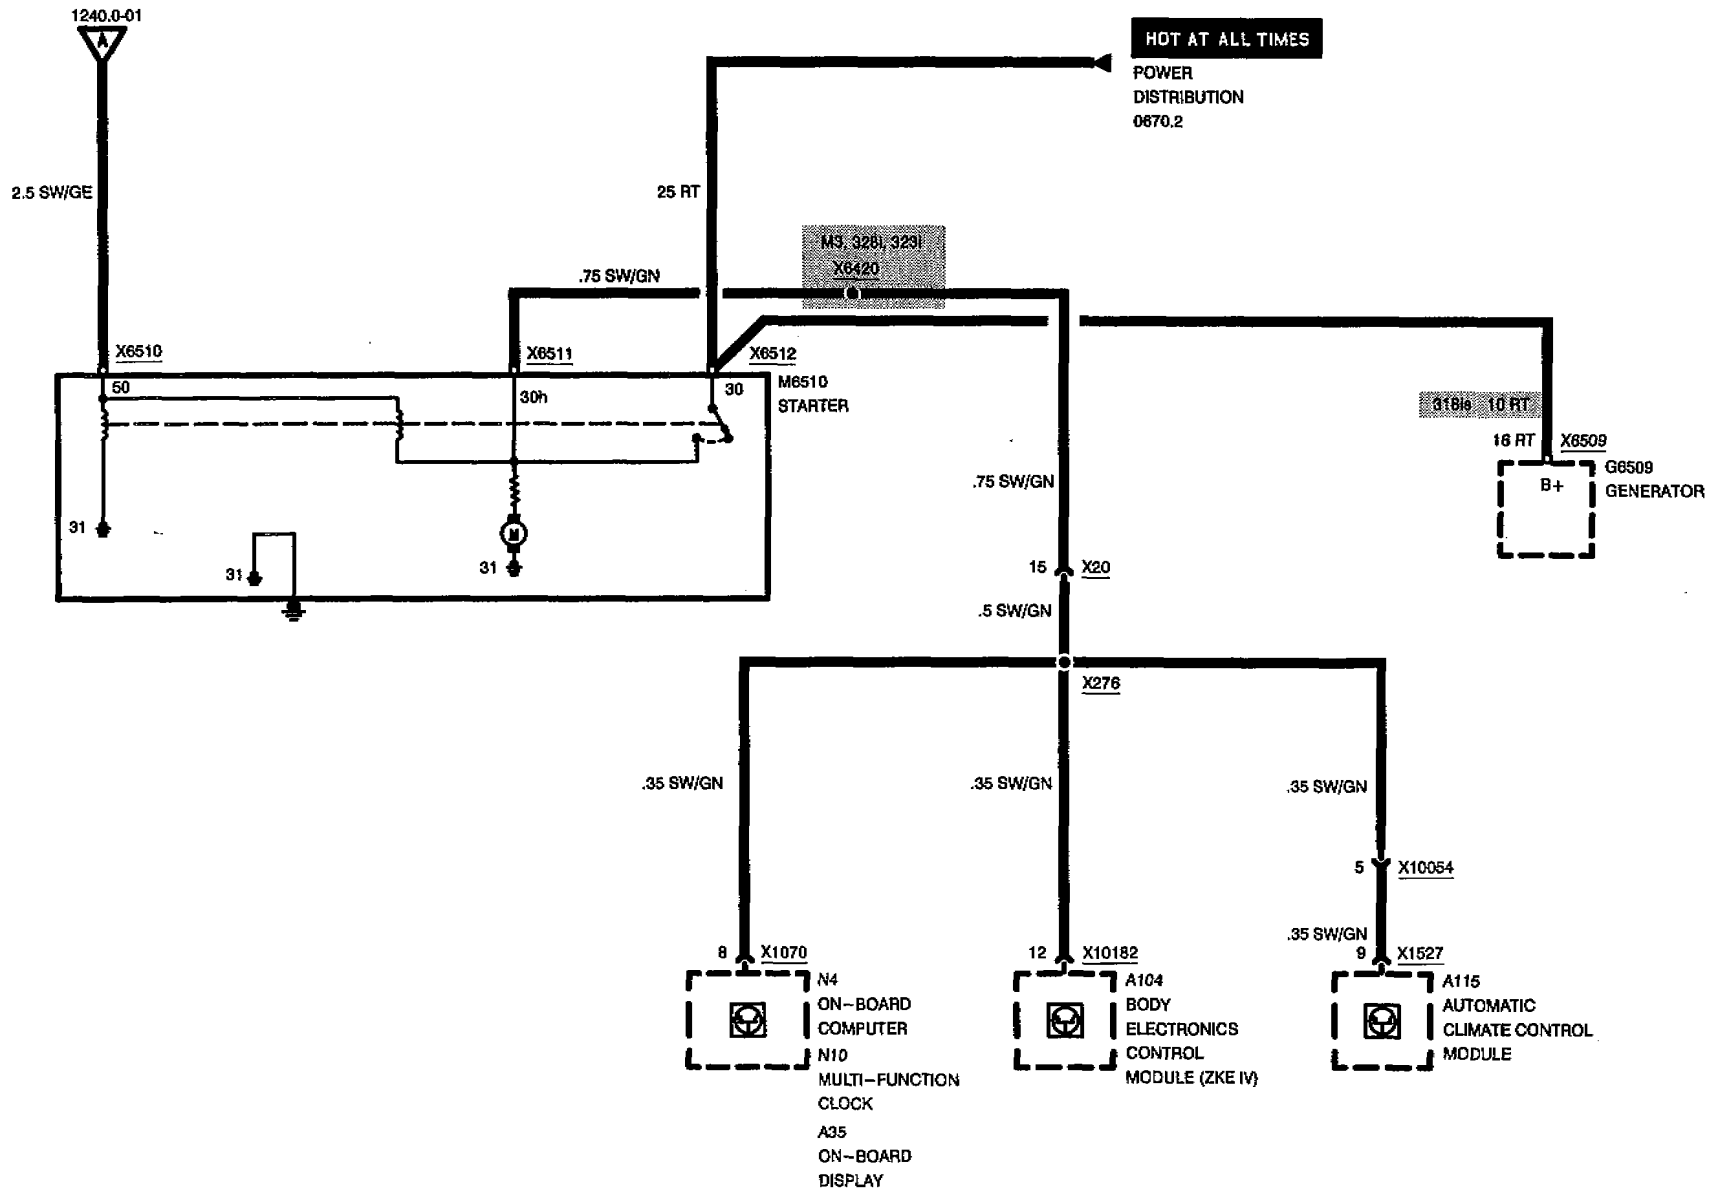 1240.0-01
A
HOT AT ALL TIMES
POWER
DISTRIBUTION
0670.2
2.5 SW/GE
25 RT
M3, 328i, 323i
X6420
.75 SW/GN
X6510
X6511
X6512
50
30h
30
M6510
STARTER
318is 10 RT
16 RT
X6509
G6509
GENERATOR
B+
.75 SW/GN
31
31
M
31
15
X20
.5 SW/GN
X276
.35 SW/GN
.35 SW/GN
.35 SW/GN
5
X10054
.35 SW/GN
8
X1070
12
X10182
9
X1527
N4
ON-BOARD
COMPUTER
N10
MULTI-FUNCTION
CLOCK
A35
ON-BOARD
DISPLAY
A104
BODY
ELECTRONICS
CONTROL
MODULE (ZKE IV)
A115
AUTOMATIC
CLIMATE CONTROL
MODULE